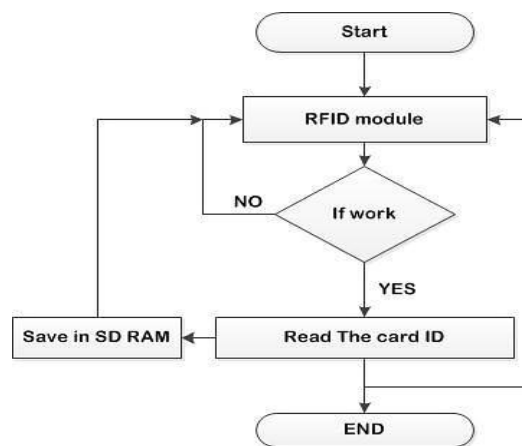 Start
RFID module
NO
If work
YES
Save in SD RAM
Read The card ID
END